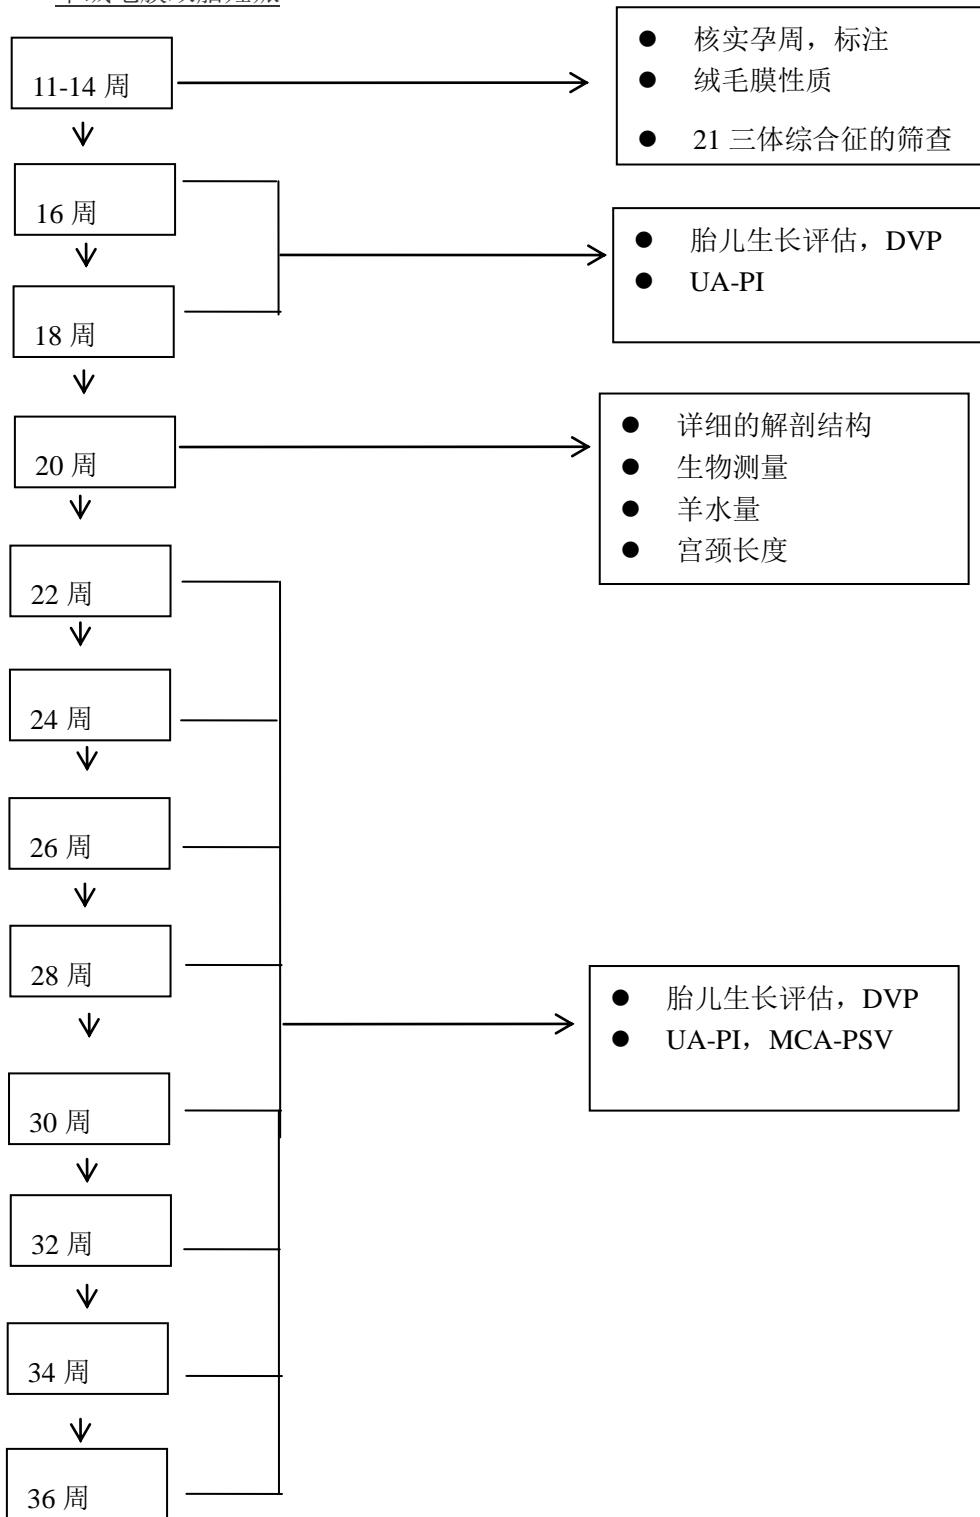 11-14 周
● 核实孕周，标注
● 绒毛膜性质
● 21 三体综合征的筛查
16 周
18 周
● 胎儿生长评估，DVP
● UA-PI
20 周
● 详细的解剖结构
● 生物测量
● 羊水量
● 宫颈长度
22 周
24 周
26 周
28 周
30 周
32 周
34 周
36 周
● 胎儿生长评估，DVP
● UA-PI，MCA-PSV